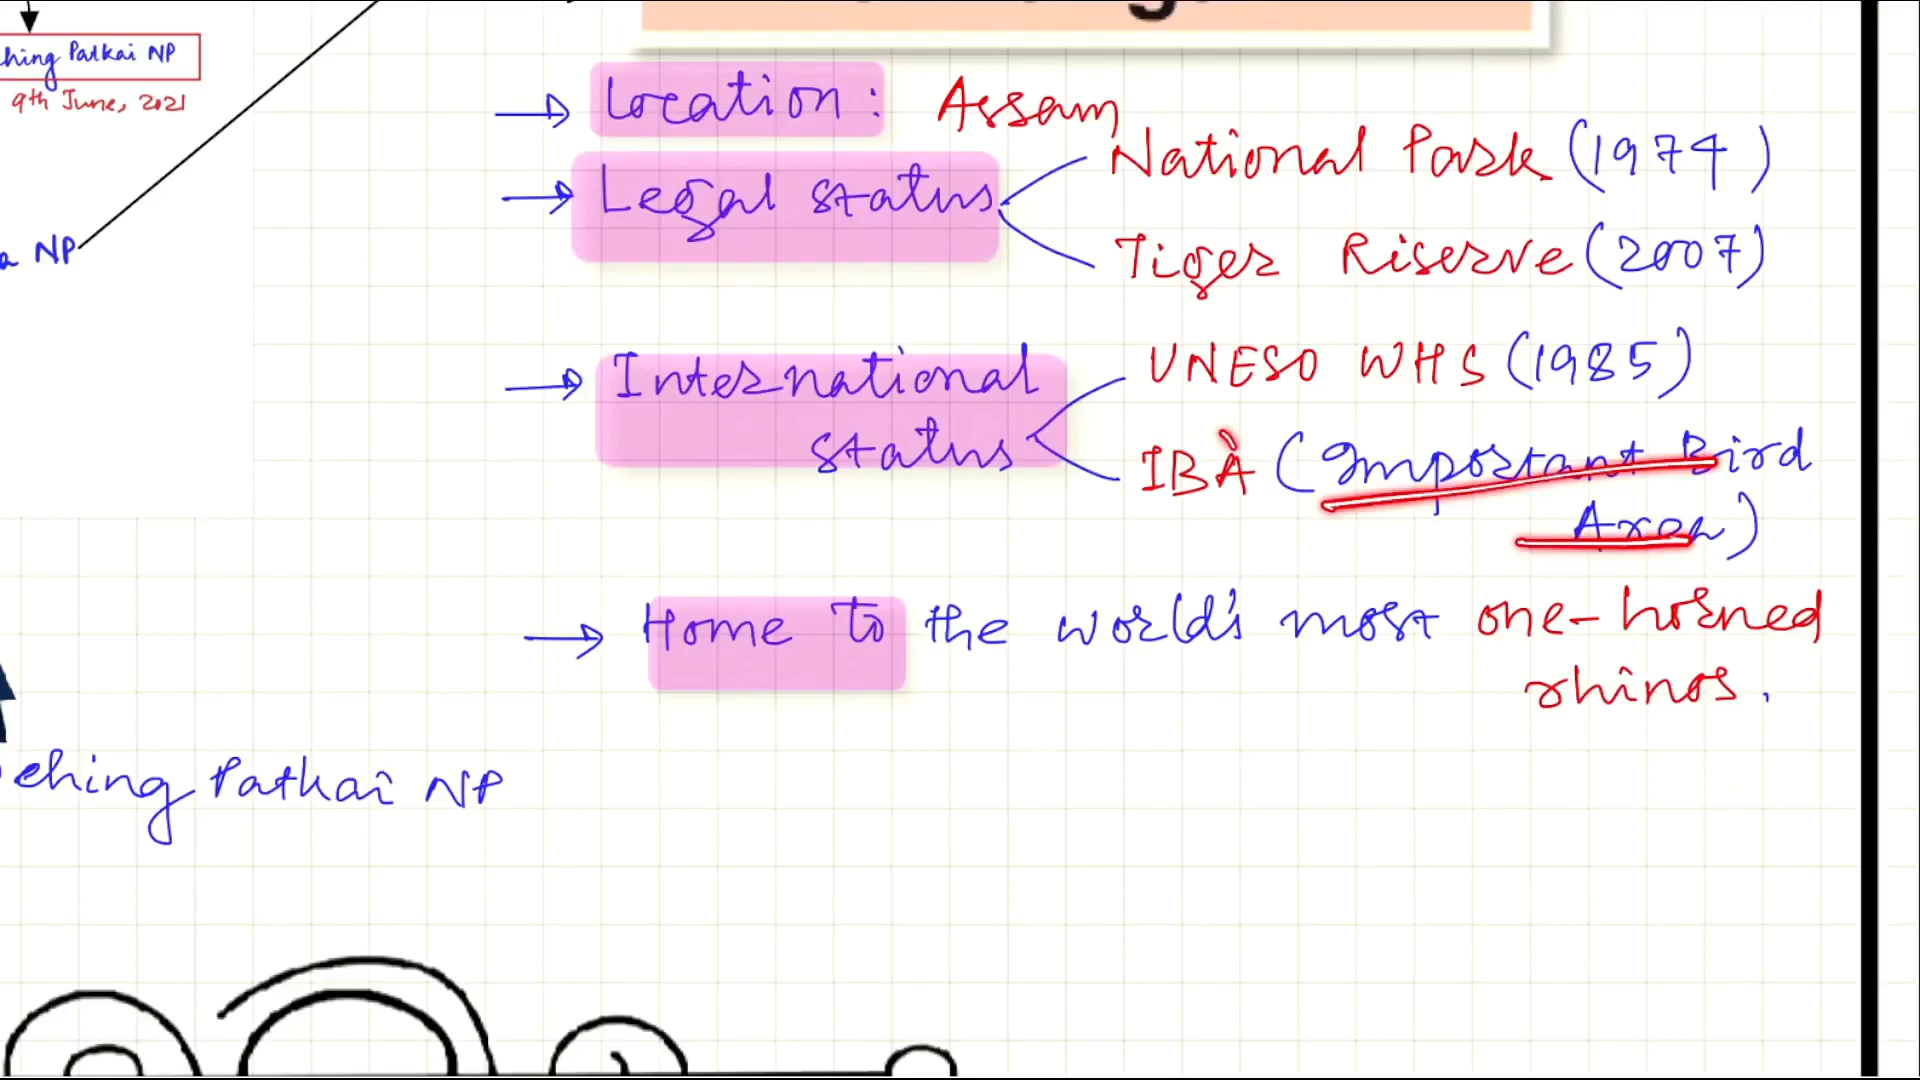 hing Patkai NP
9th June, 2021
NP
Location: Assam
Legal status
National Park (1974)
Tiger Riserve (2007)
International
status
UNESO WHS (1985)
IBA (Important Bird
Area)
Home to the world's most one-horned
rhinos.
ehing Patkai NP